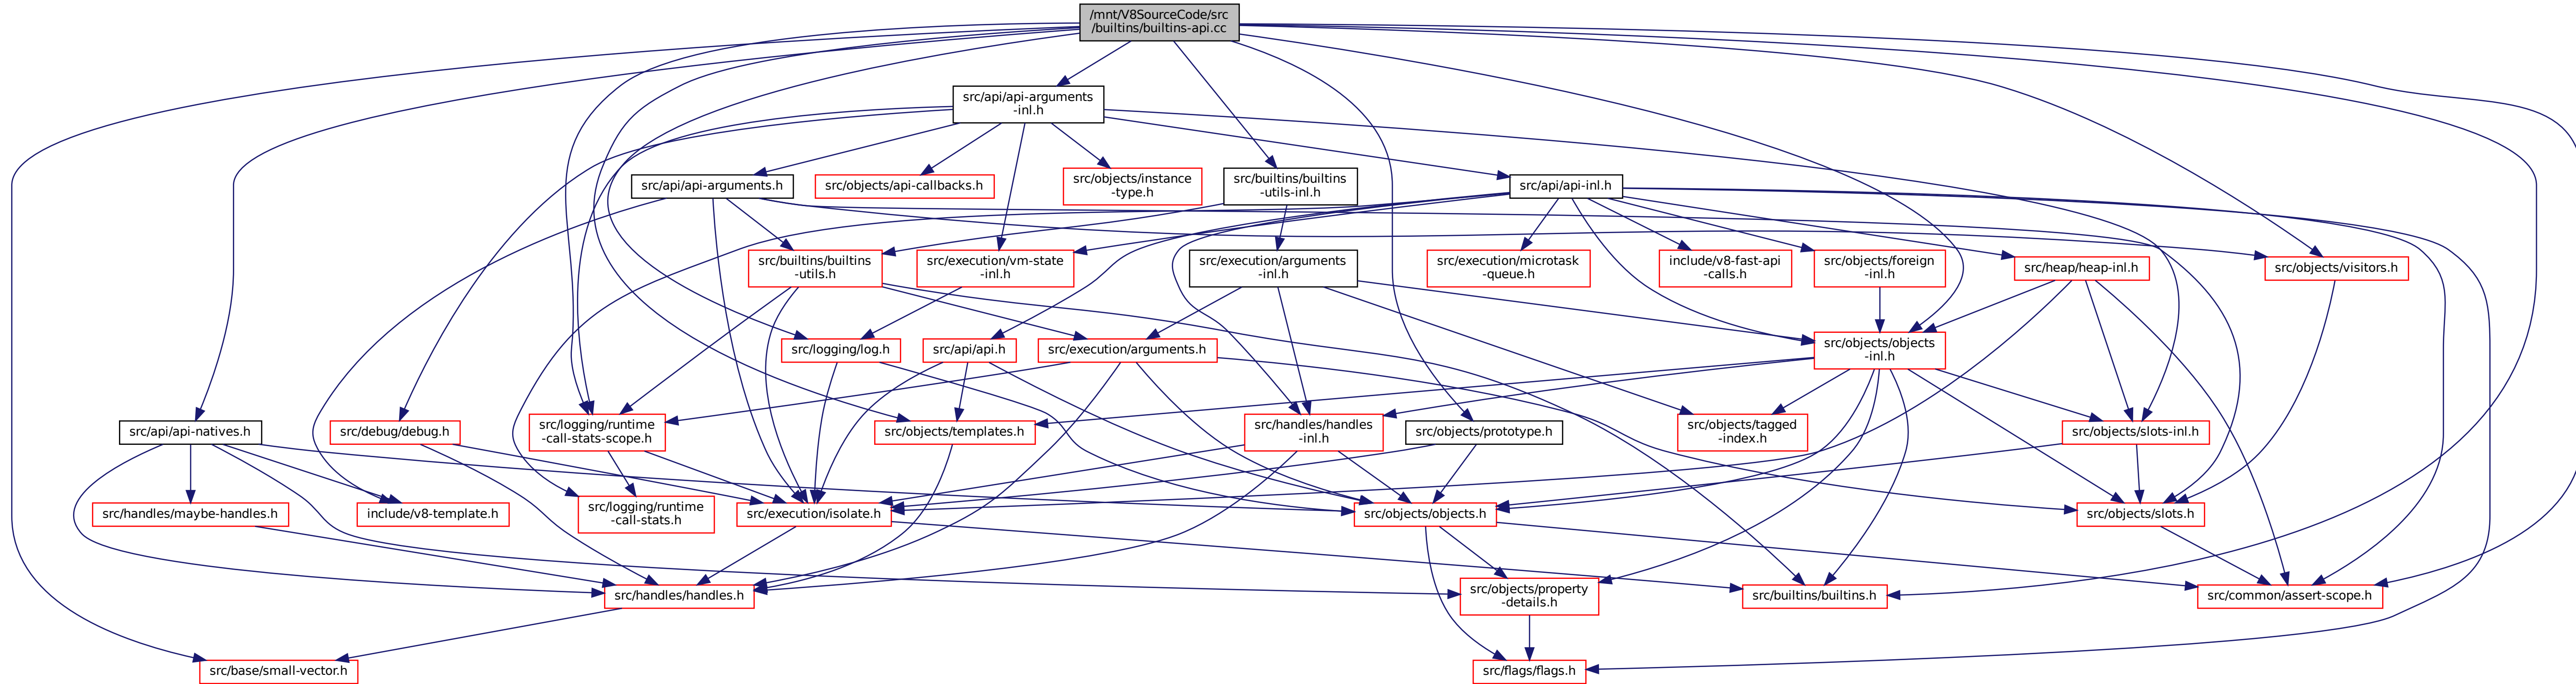 /mnt/V8SourceCode/src
/builtins/builtins-api.cc
src/api/api-arguments
-inl.h
src/api/api-arguments.h
src/objects/api-callbacks.h
src/objects/instance
-type.h
src/builtins/builtins
-utils-inl.h
src/api/api-inl.h
src/builtins/builtins
-utils.h
src/execution/vm-state
-inl.h
src/execution/arguments
-inl.h
src/execution/microtask
-queue.h
include/v8-fast-api
-calls.h
src/objects/foreign
-inl.h
src/heap/heap-inl.h
src/objects/visitors.h
src/logging/log.h
src/api/api.h
src/execution/arguments.h
src/objects/objects
-inl.h
src/api/api-natives.h
src/debug/debug.h
src/logging/runtime
-call-stats-scope.h
src/objects/templates.h
src/handles/handles
-inl.h
src/objects/prototype.h
src/objects/tagged
-index.h
src/objects/slots-inl.h
src/handles/maybe-handles.h
include/v8-template.h
src/logging/runtime
-call-stats.h
src/execution/isolate.h
src/objects/objects.h
src/objects/slots.h
src/handles/handles.h
src/objects/property
-details.h
src/builtins/builtins.h
src/common/assert-scope.h
src/base/small-vector.h
src/flags/flags.h